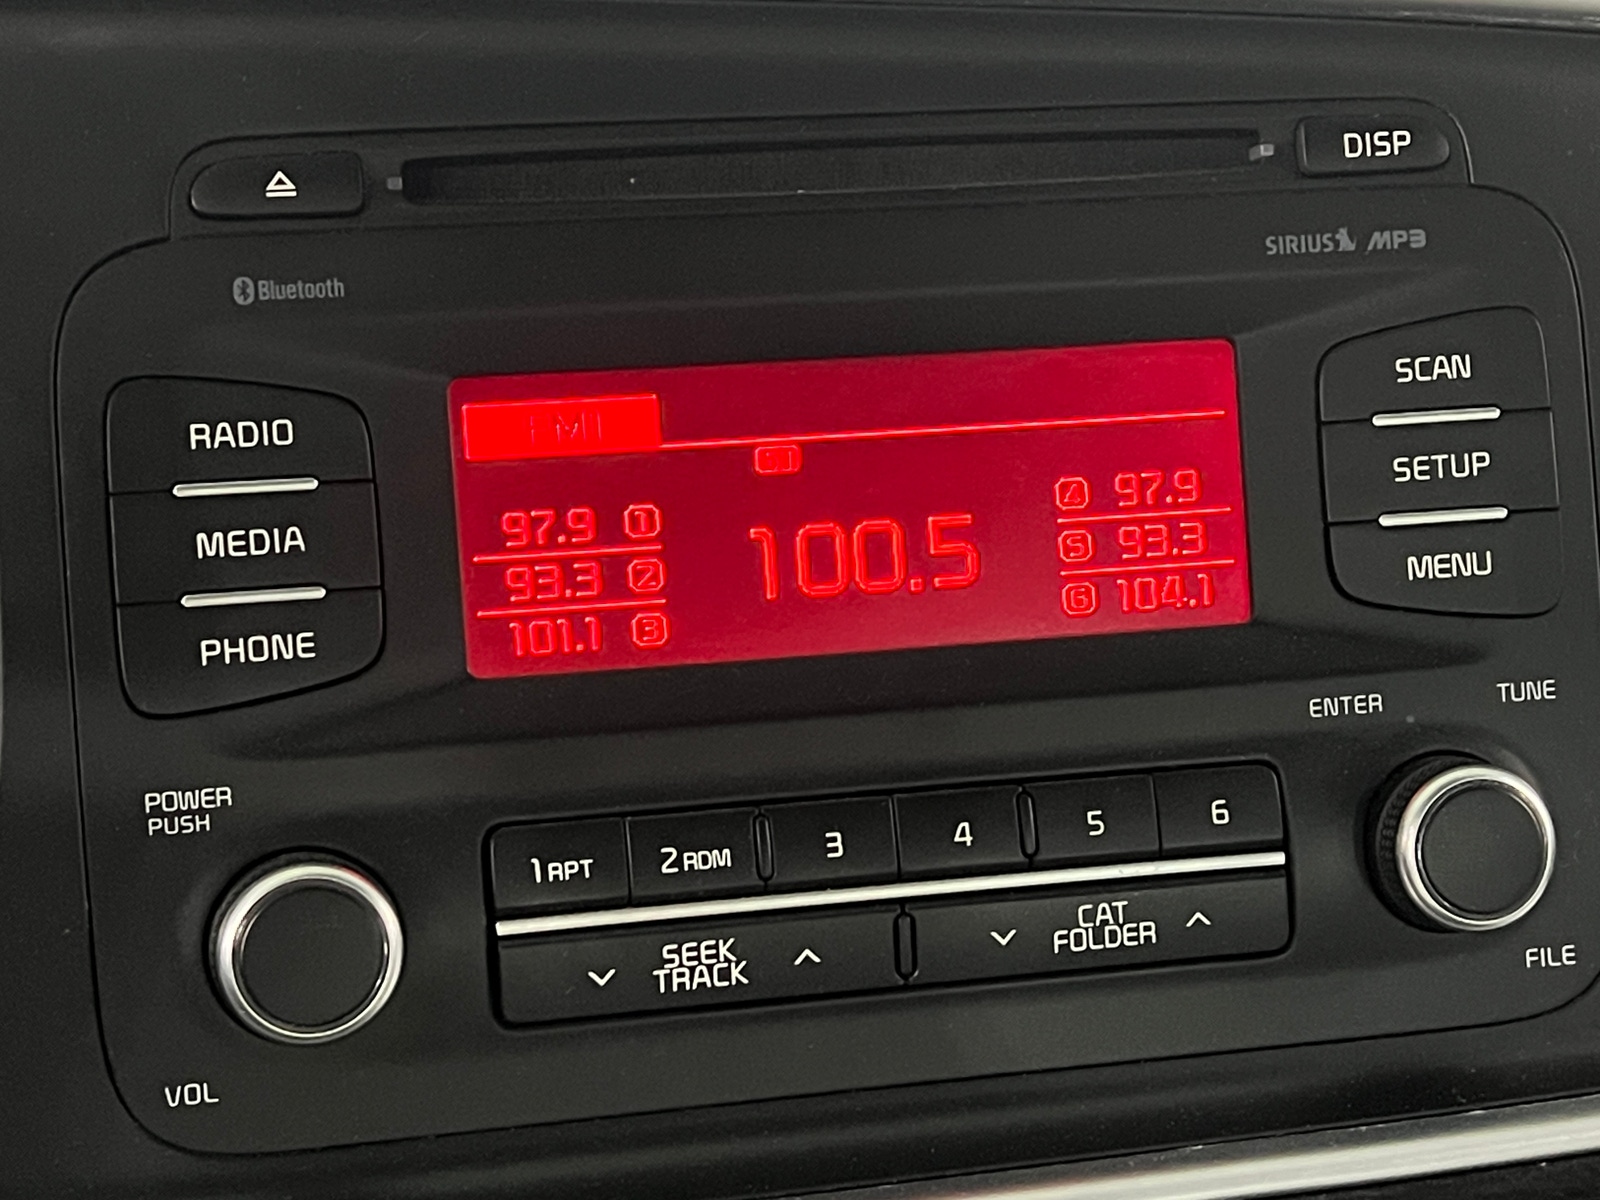 DISP
SIRIUS MP3
Bluetooth
RADIO
MEDIA
PHONE
FM1
ST
97.9 1
93.3 2
101.1 3
100.5
4 97.9
5 93.3
6 104.1
SCAN
SETUP
MENU
POWER
PUSH
VOL
1 RPT
2 RDM
3
4
5
6
SEEK
TRACK
CAT
FOLDER
ENTER
TUNE
FILE